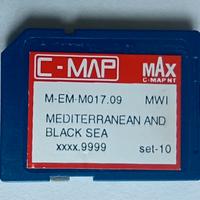 C-MAP MAX
C-MAP NT
M-EM-M017.09 MWI
MEDITERRANEAN AND
BLACK SEA
xxxx.9999 set-10